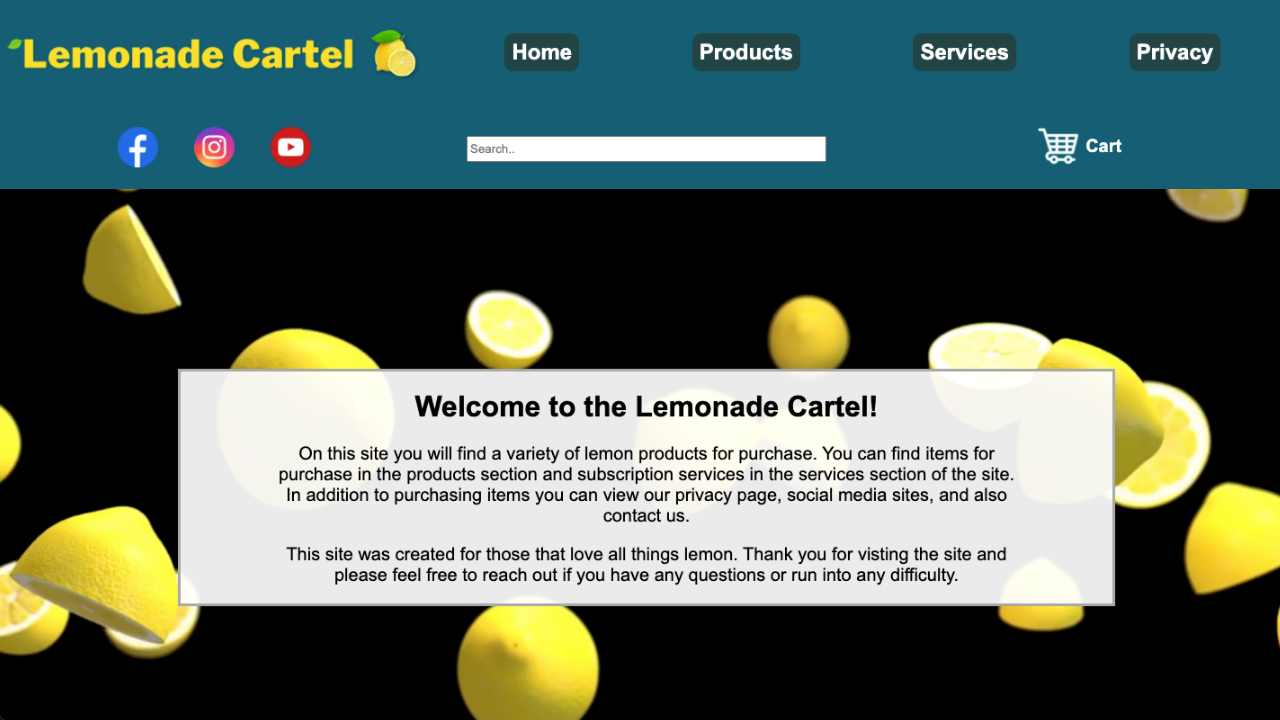 Lemonade Cartel
Home
Products
Services
Privacy
Search..
Cart
Welcome to the Lemonade Cartel!
On this site you will find a variety of lemon products for purchase. You can find items for
purchase in the products section and subscription services in the services section of the site.
In addition to purchasing items you can view our privacy page, social media sites, and also
contact us.
This site was created for those that love all things lemon. Thank you for visting the site and
please feel free to reach out if you have any questions or run into any difficulty.